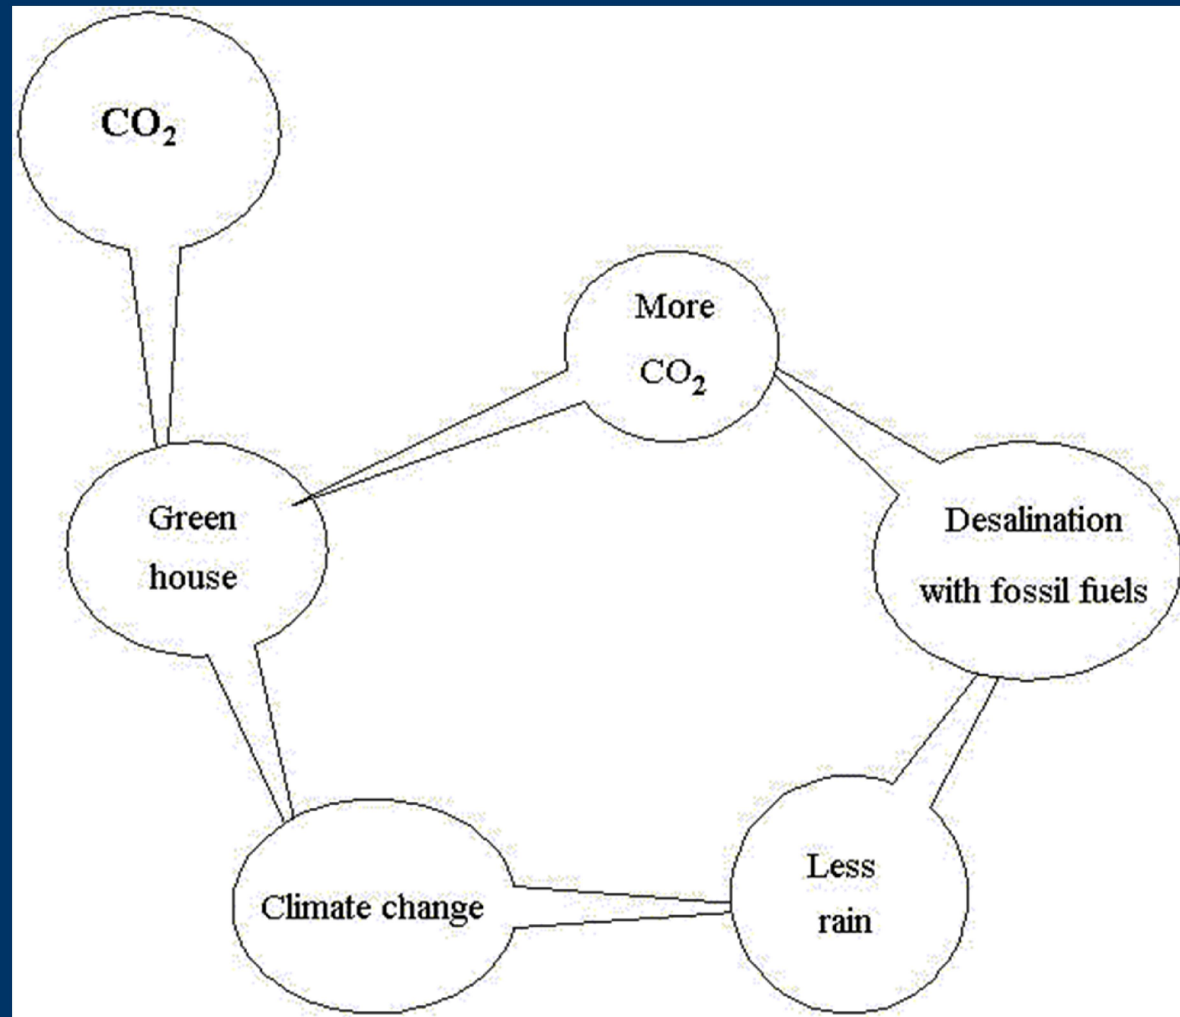 CO₂
More
CO₂
Green
house
Desalination
with fossil fuels
Climate change
Less
rain